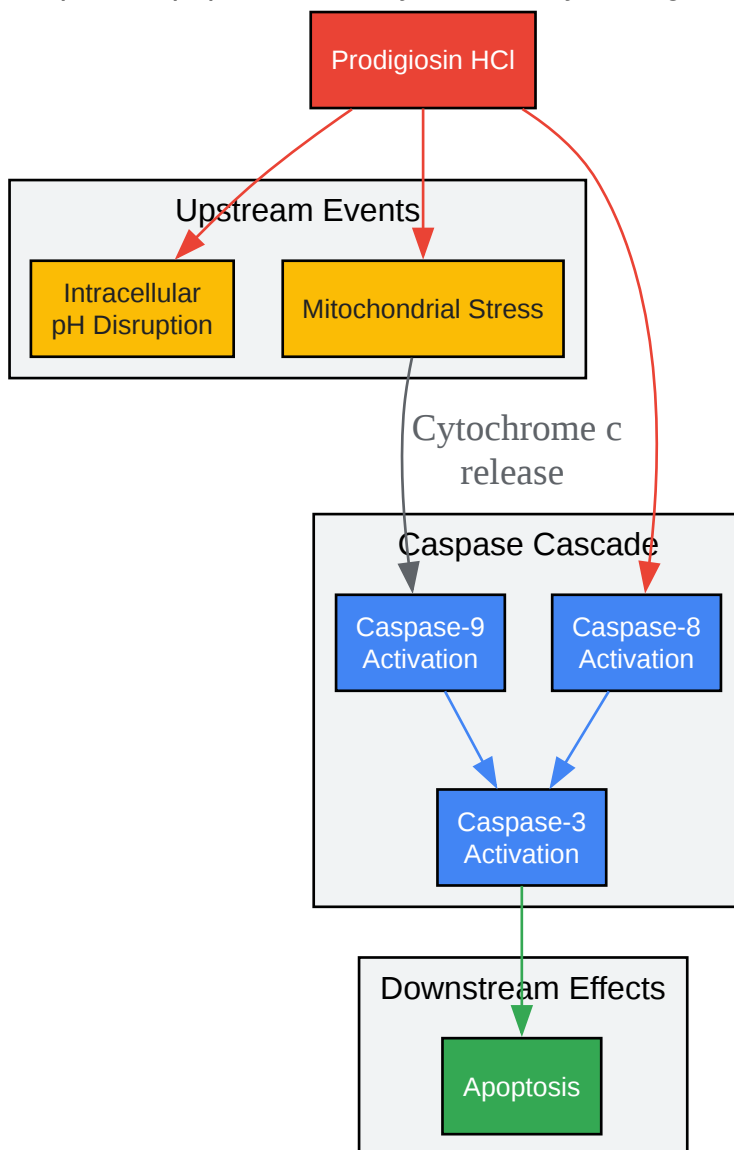 Prodigiosin HCl
Upstream Events
Intracellular
pH Disruption
Mitochondrial Stress
Cytochrome c
release
Caspase Cascade
Caspase-9
Activation
Caspase-8
Activation
Caspase-3
Activation
Downstream Effects
Apoptosis